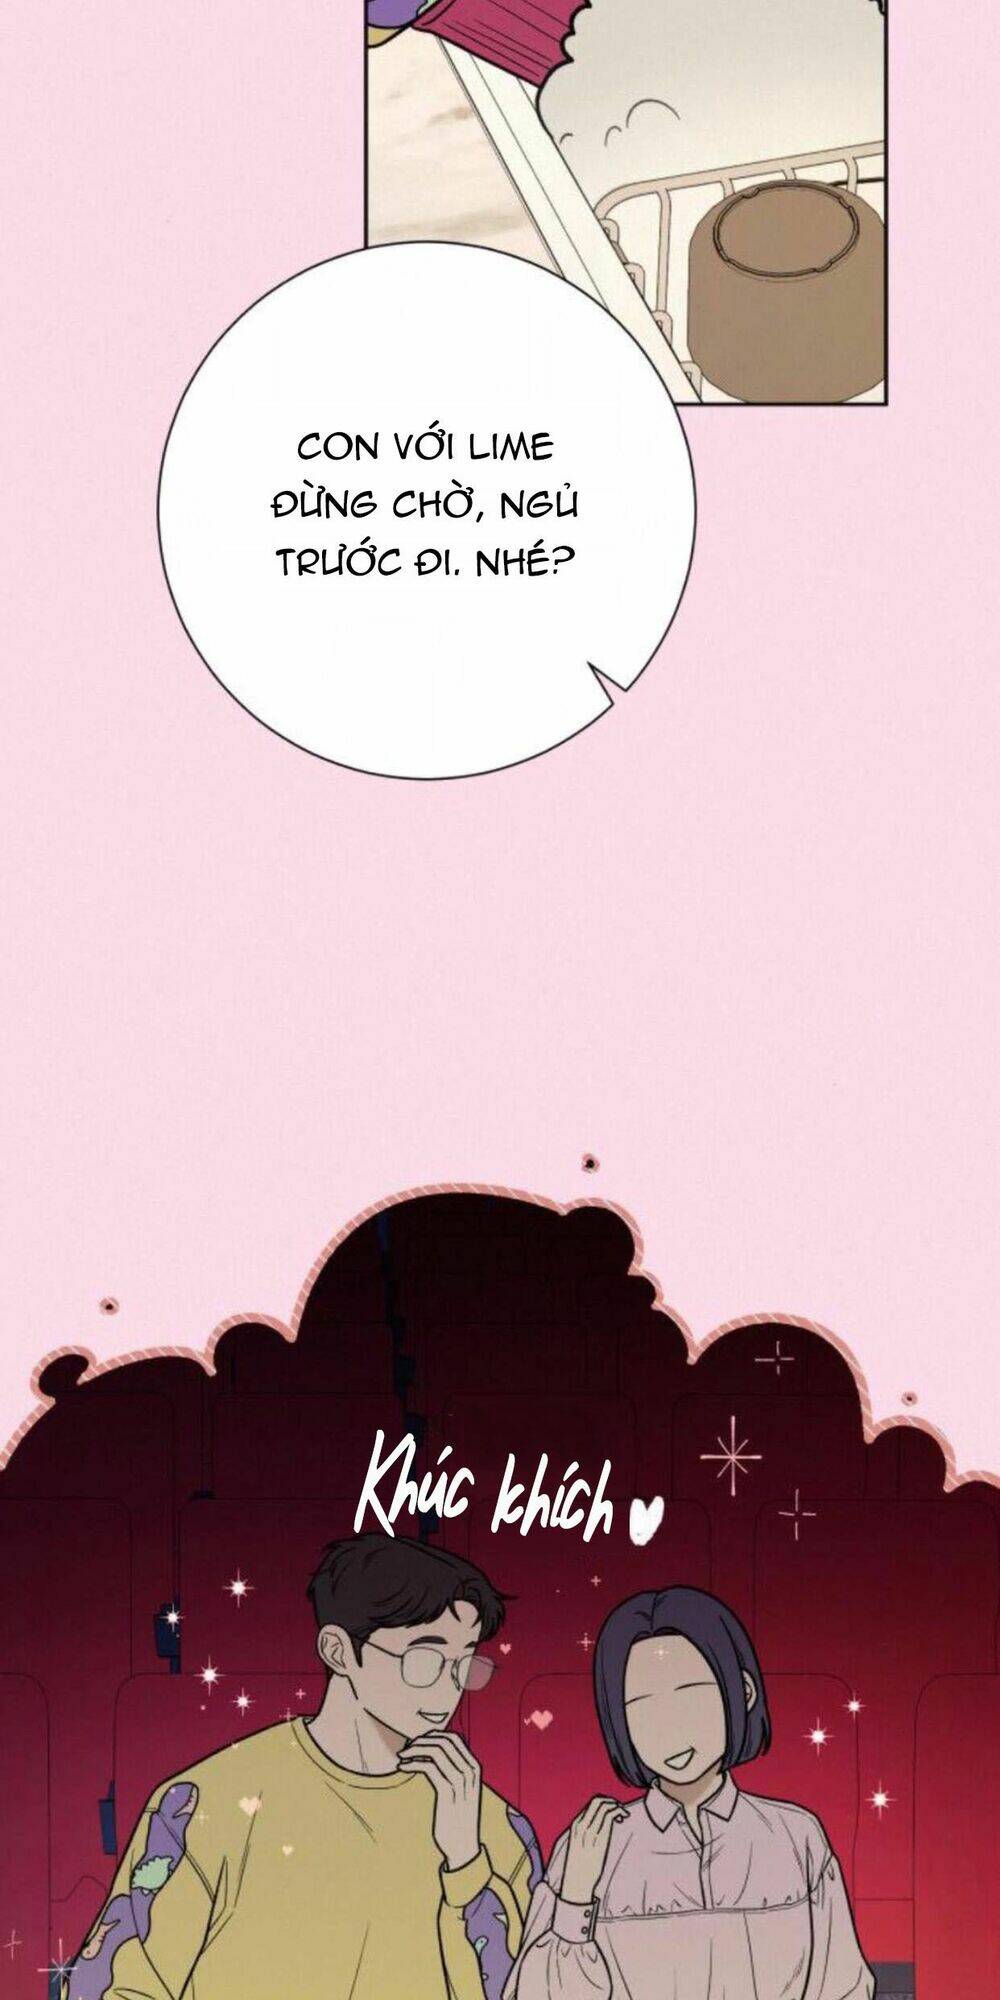 CON VỚI LIME
ĐỪNG CHỜ, NGỦ
TRƯỚC ĐI. NHÉ?
Khúc khích